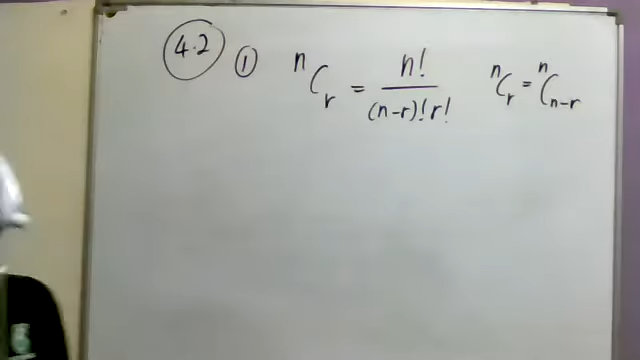 4.2 ① ⁿCᵣ = n!/(n-r)!r! ⁿCᵣ = ⁿCₙ₋ᵣ